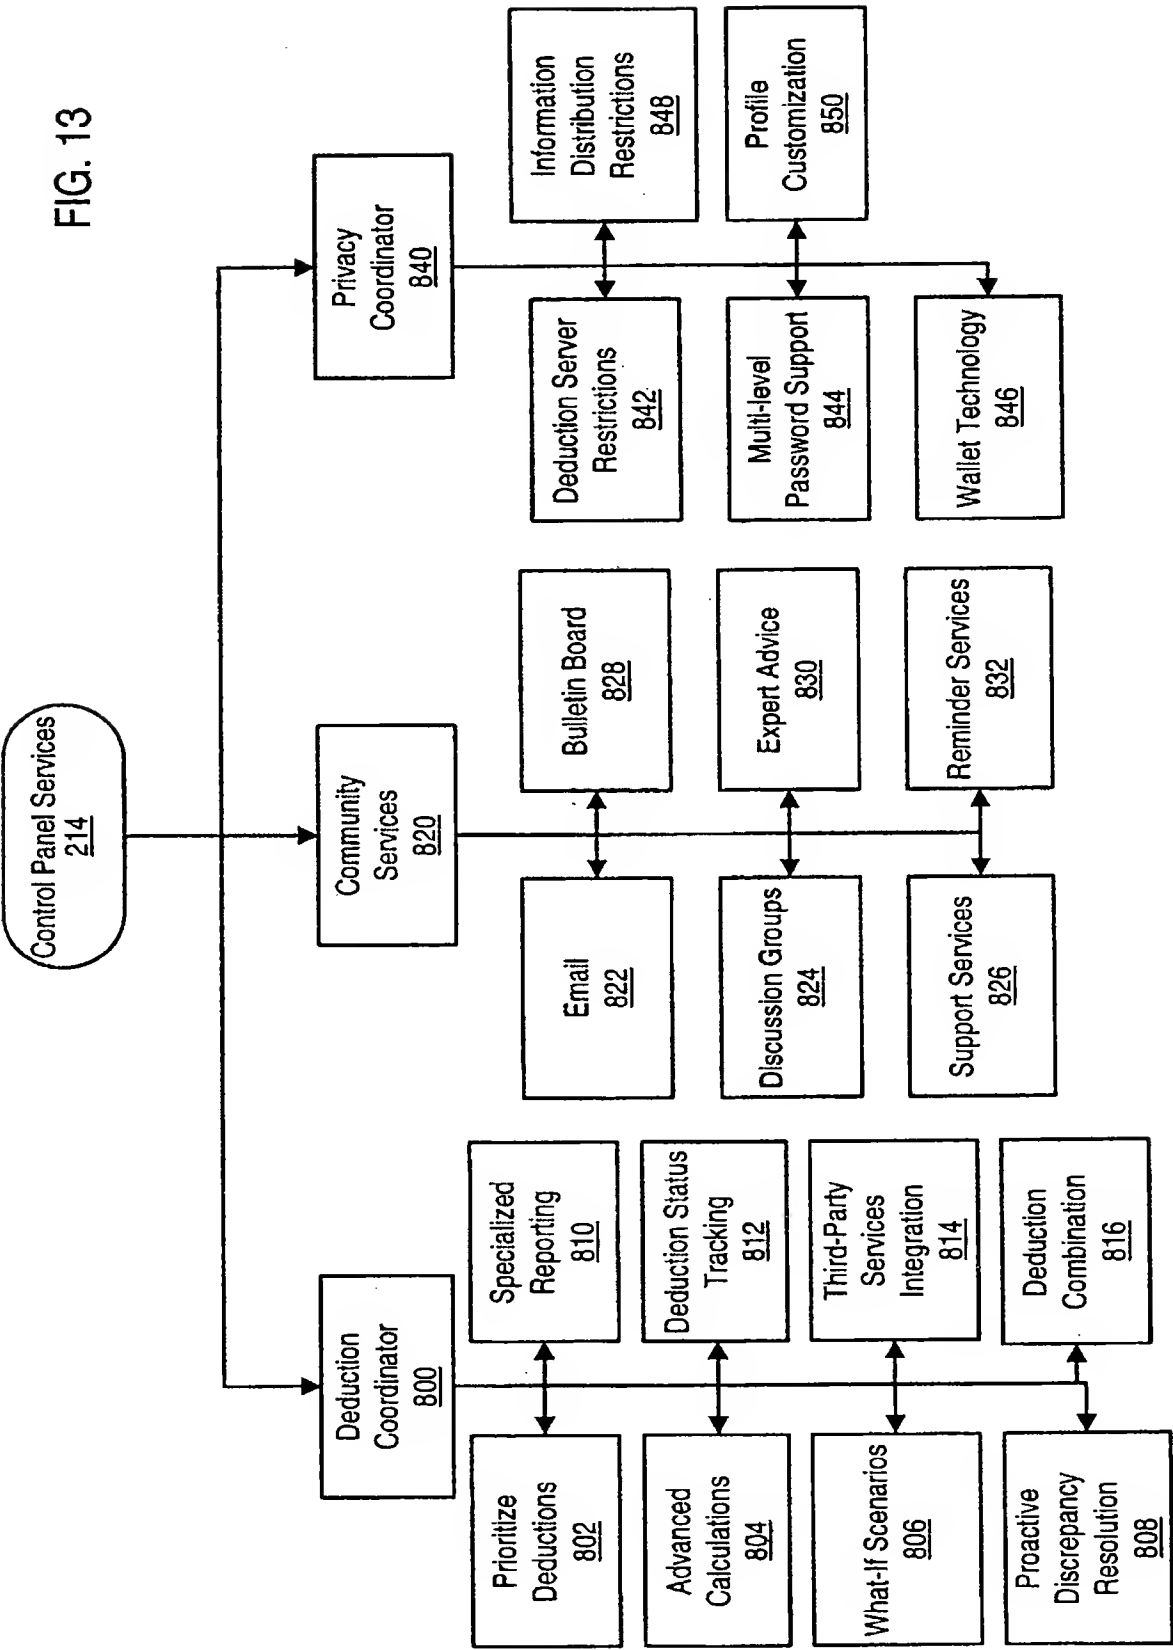 FIG. 13
Control Panel Services
214
Deduction
Coordinator
800
Prioritize
Deductions
802
Specialized
Reporting
810
Advanced
Calculations
804
Deduction Status
Tracking
812
What-If Scenarios
806
Third-Party
Services
Integration
814
Proactive
Discrepancy
Resolution
808
Deduction
Combination
816
Community
Services
820
Email
822
Bulletin Board
828
Discussion Groups
824
Expert Advice
830
Support Services
826
Reminder Services
832
Privacy
Coordinator
840
Deduction Server
Restrictions
842
Information
Distribution
Restrictions
848
Multi-level
Password Support
844
Profile
Customization
850
Wallet Technology
846